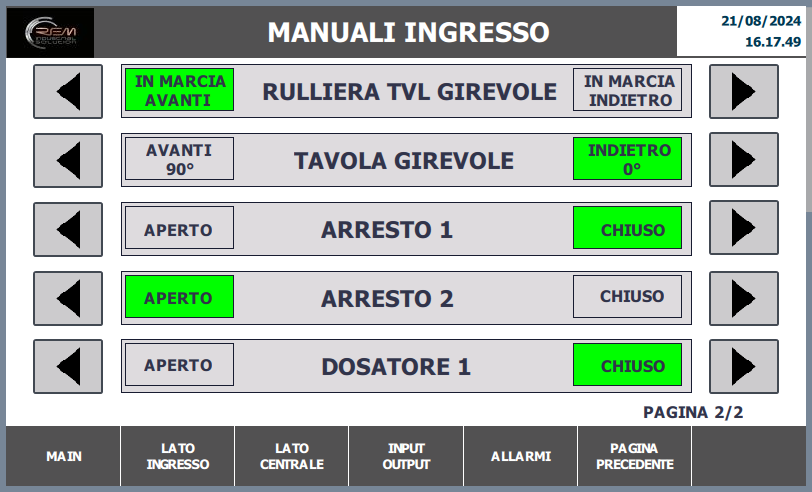 REM
INDUSTRIAL
SOLUTION
MANUALI INGRESSO
21/08/2024
16.17.49
IN MARCIA
AVANTI
RULLIERA TVL GIREVOLE
IN MARCIA
INDIETRO
AVANTI
90°
TAVOLA GIREVOLE
INDIETRO
0°
APERTO
ARRESTO 1
CHIUSO
APERTO
ARRESTO 2
CHIUSO
APERTO
DOSATORE 1
CHIUSO
PAGINA 2/2
MAIN
LATO
INGRESSO
LATO
CENTRALE
INPUT
OUTPUT
ALLARMI
PAGINA
PRECEDENTE